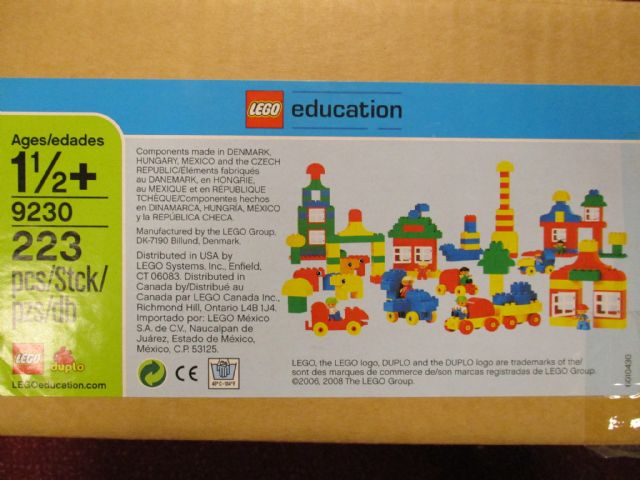 LEGO education
Ages/edades
1½+
9230
223
pcs/Stck/
pzs/db
LEGO duplo
LEGOeducation.com
Components made in DENMARK,
HUNGARY, MEXICO and the CZECH
REPUBLIC/Éléments fabriqués
au DANEMARK, en HONGRIE,
au MEXIQUE et en RÉPUBLIQUE
TCHÈQUE/Componentes hechos
en DINAMARCA, HUNGRÍA, MÉXICO
y la REPÚBLICA CHECA.
Manufactured by the LEGO Group,
DK-7190 Billund, Denmark.
Distributed in USA by
LEGO Systems, Inc., Enfield,
CT 06083. Distributed in
Canada by/Distribué au
Canada par LEGO Canada Inc.,
Richmond Hill, Ontario L4B 1J4.
Importado por: LEGO México
S.A. de C.V., Naucalpan de
Juárez, Estado de México,
México, C.P. 53125.
CE
40°C-104°F
LEGO, the LEGO logo, DUPLO and the DUPLO logo are trademarks of the/
sont des marques de commerce de/son marcas registradas de LEGO Group.
©2006, 2008 The LEGO Group.